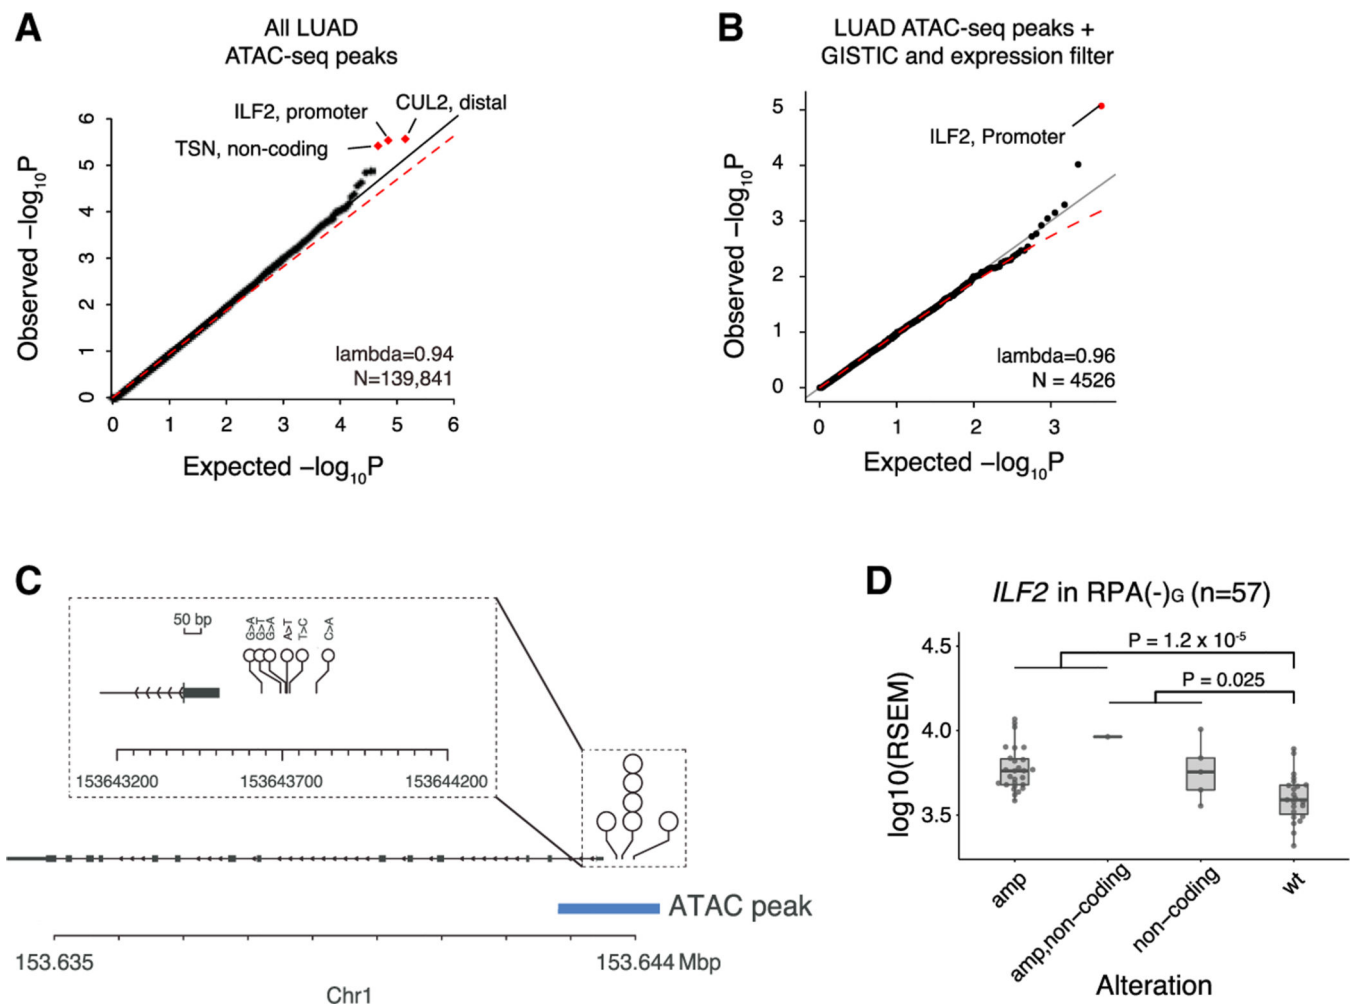 A
All LUAD
ATAC-seq peaks
ILF2, promoter
CUL2, distal
TSN, non-coding
Observed −log10P
6
5
4
3
2
1
0
lambda=0.94
N=139,841
0 1 2 3 4 5 6
Expected −log10P
B
LUAD ATAC-seq peaks +
GISTIC and expression filter
ILF2, Promoter
Observed −log10P
5
4
3
2
1
0
lambda=0.96
N = 4526
0 1 2 3
Expected −log10P
C
50 bp
G>A
G>T
G>A
A>T
T>C
C>A
153643200 153643700 153644200
ATAC peak
153.635 153.644 Mbp
Chr1
D
ILF2 in RPA(-)G (n=57)
P = 1.2 x 10-5
P = 0.025
log10(RSEM)
4.5
4.0
3.5
amp
amp,non−coding
non−coding
wt
Alteration